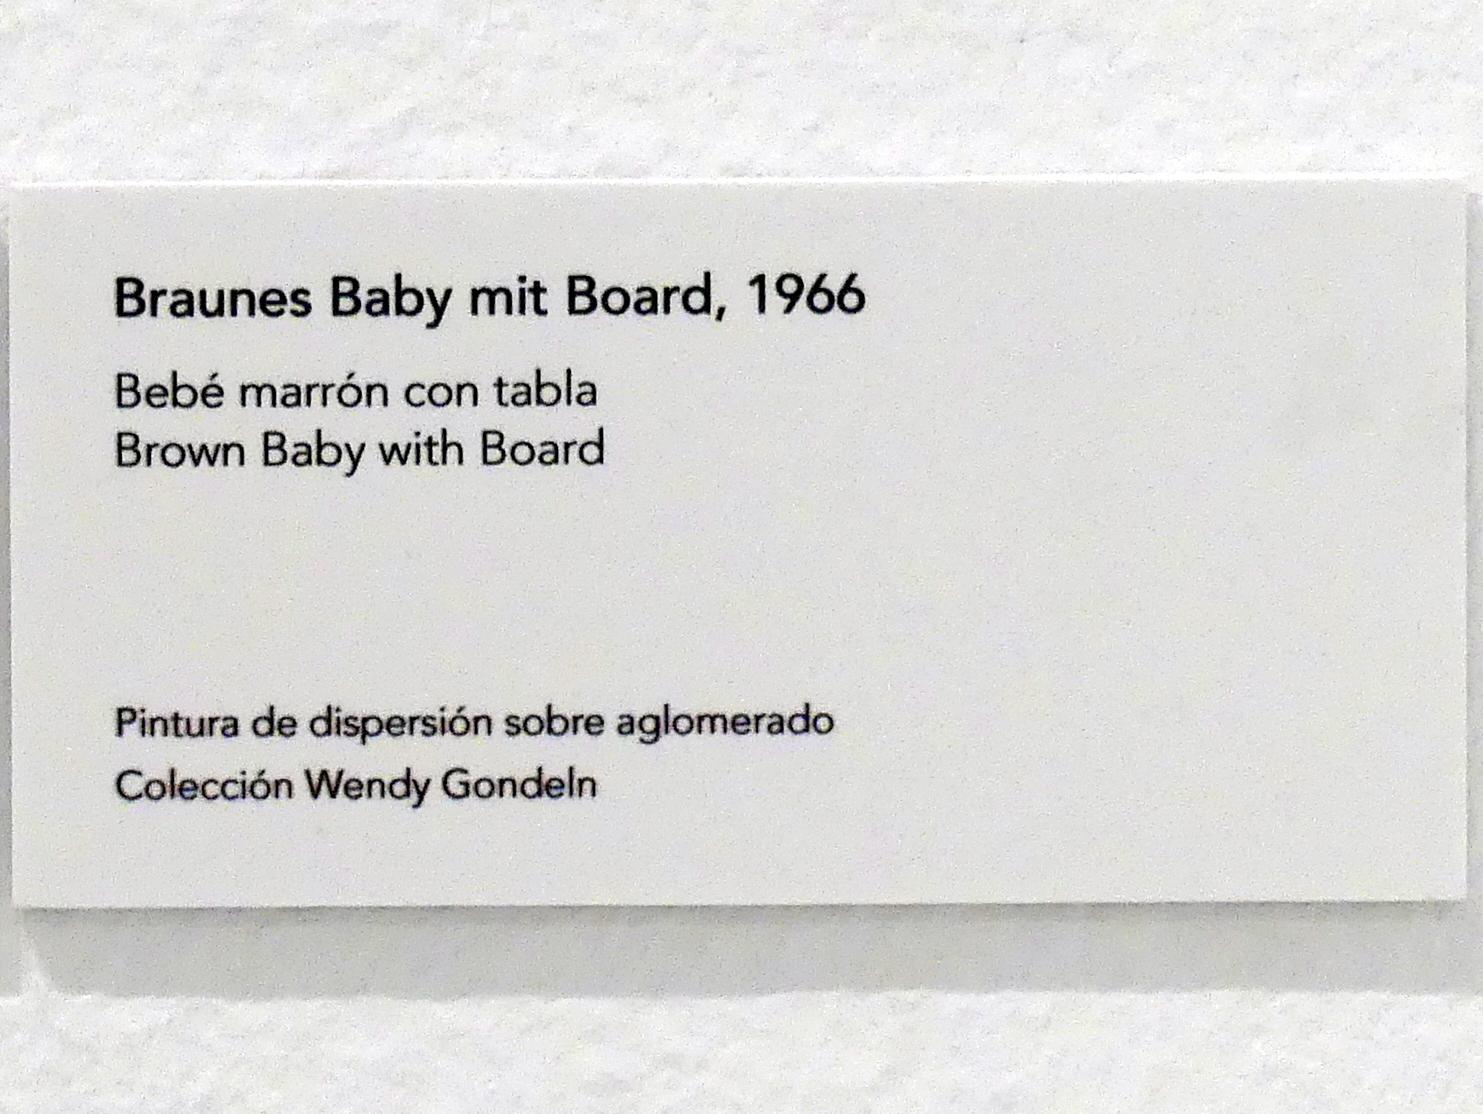 Braunes Baby mit Board, 1966
Bebé marrón con tabla
Brown Baby with Board
Pintura de dispersión sobre aglomerado
Colección Wendy Gondeln